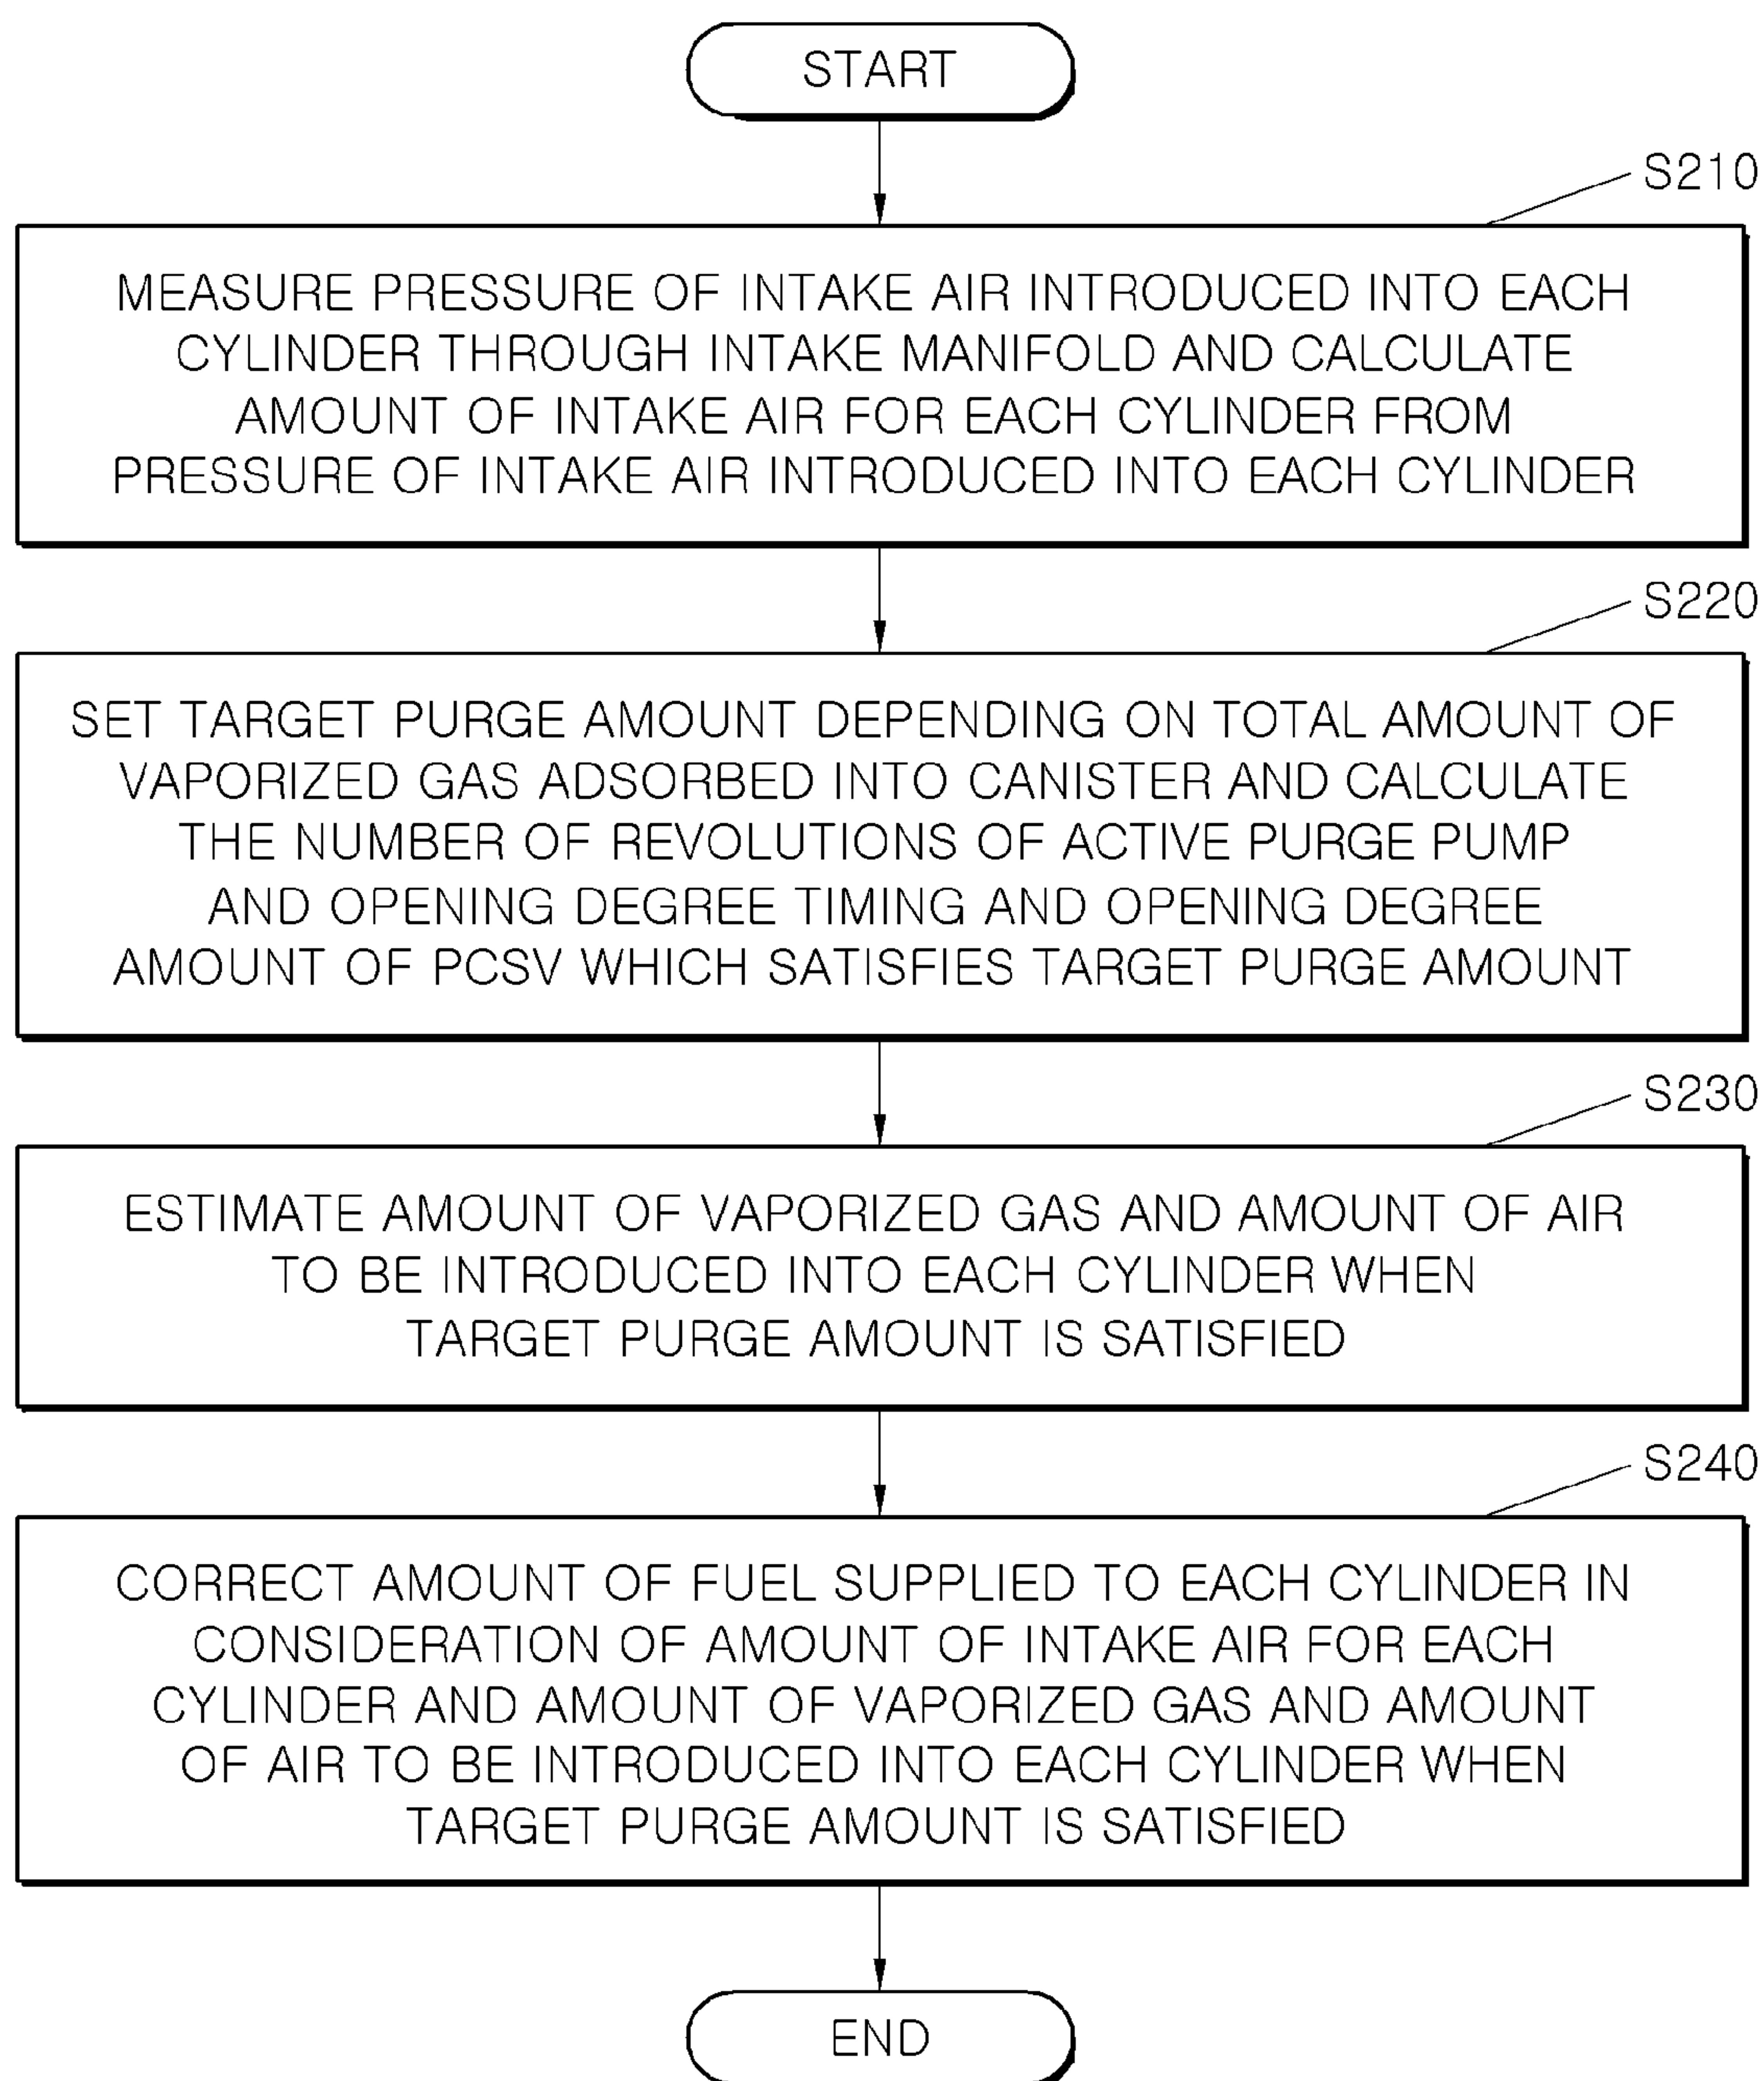 START
S210
MEASURE PRESSURE OF INTAKE AIR INTRODUCED INTO EACH
CYLINDER THROUGH INTAKE MANIFOLD AND CALCULATE
AMOUNT OF INTAKE AIR FOR EACH CYLINDER FROM
PRESSURE OF INTAKE AIR INTRODUCED INTO EACH CYLINDER
S220
SET TARGET PURGE AMOUNT DEPENDING ON TOTAL AMOUNT OF
VAPORIZED GAS ADSORBED INTO CANISTER AND CALCULATE
THE NUMBER OF REVOLUTIONS OF ACTIVE PURGE PUMP
AND OPENING DEGREE TIMING AND OPENING DEGREE
AMOUNT OF PCSV WHICH SATISFIES TARGET PURGE AMOUNT
S230
ESTIMATE AMOUNT OF VAPORIZED GAS AND AMOUNT OF AIR
TO BE INTRODUCED INTO EACH CYLINDER WHEN
TARGET PURGE AMOUNT IS SATISFIED
S240
CORRECT AMOUNT OF FUEL SUPPLIED TO EACH CYLINDER IN
CONSIDERATION OF AMOUNT OF INTAKE AIR FOR EACH
CYLINDER AND AMOUNT OF VAPORIZED GAS AND AMOUNT
OF AIR TO BE INTRODUCED INTO EACH CYLINDER WHEN
TARGET PURGE AMOUNT IS SATISFIED
END